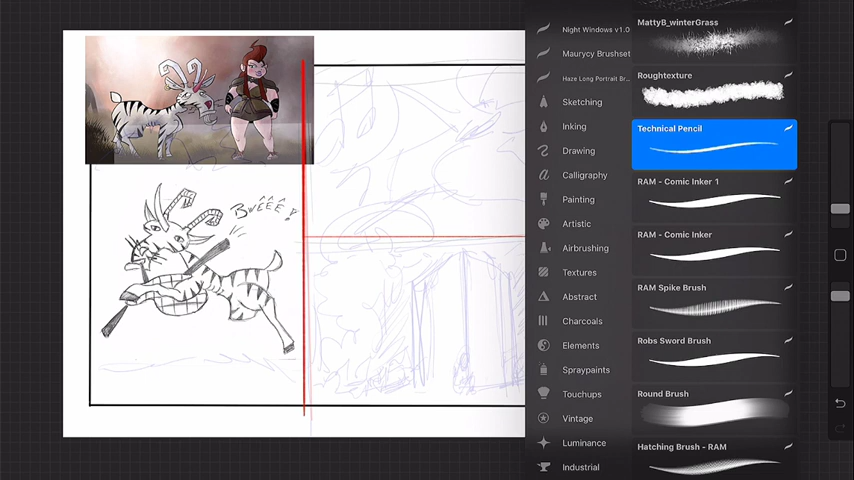 BWÊÊÊ!
Night Windows v1.0
Maurycy Brushset
Haze Long Portrait Br...
Sketching
Inking
Drawing
Calligraphy
Painting
Artistic
Airbrushing
Textures
Abstract
Charcoals
Elements
Spraypaints
Touchups
Vintage
Luminance
Industrial
MattyB_winterGrass
Roughtexture
Technical Pencil
RAM - Comic Inker 1
RAM - Comic Inker
RAM Spike Brush
Robs Sword Brush
Round Brush
Hatching Brush - RAM